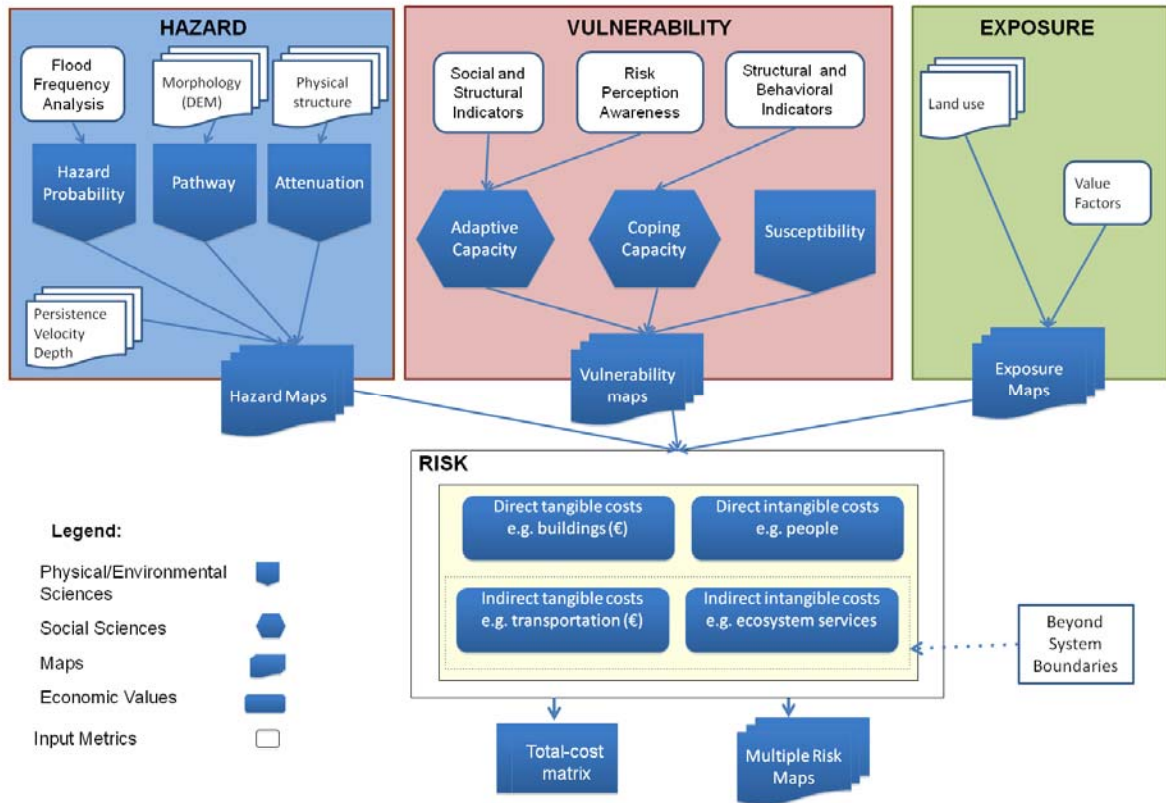 HAZARD
Flood
Frequency
Analysis
Morphology
(DEM)
Physical
structure
Hazard
Probability
Pathway
Attenuation
Persistence
Velocity
Depth
Hazard Maps
VULNERABILITY
Social and
Structural
Indicators
Risk
Perception
Awareness
Structural and
Behavioral
Indicators
Adaptive
Capacity
Coping
Capacity
Susceptibility
Vulnerability
maps
EXPOSURE
Land use
Value
Factors
Exposure
Maps
RISK
Direct tangible costs
e.g. buildings (€)
Direct intangible costs
e.g. people
Indirect tangible costs
e.g. transportation (€)
Indirect intangible costs
e.g. ecosystem services
Beyond
System
Boundaries
Total-cost
matrix
Multiple Risk
Maps
Legend:
Physical/Environmental
Sciences
Social Sciences
Maps
Economic Values
Input Metrics